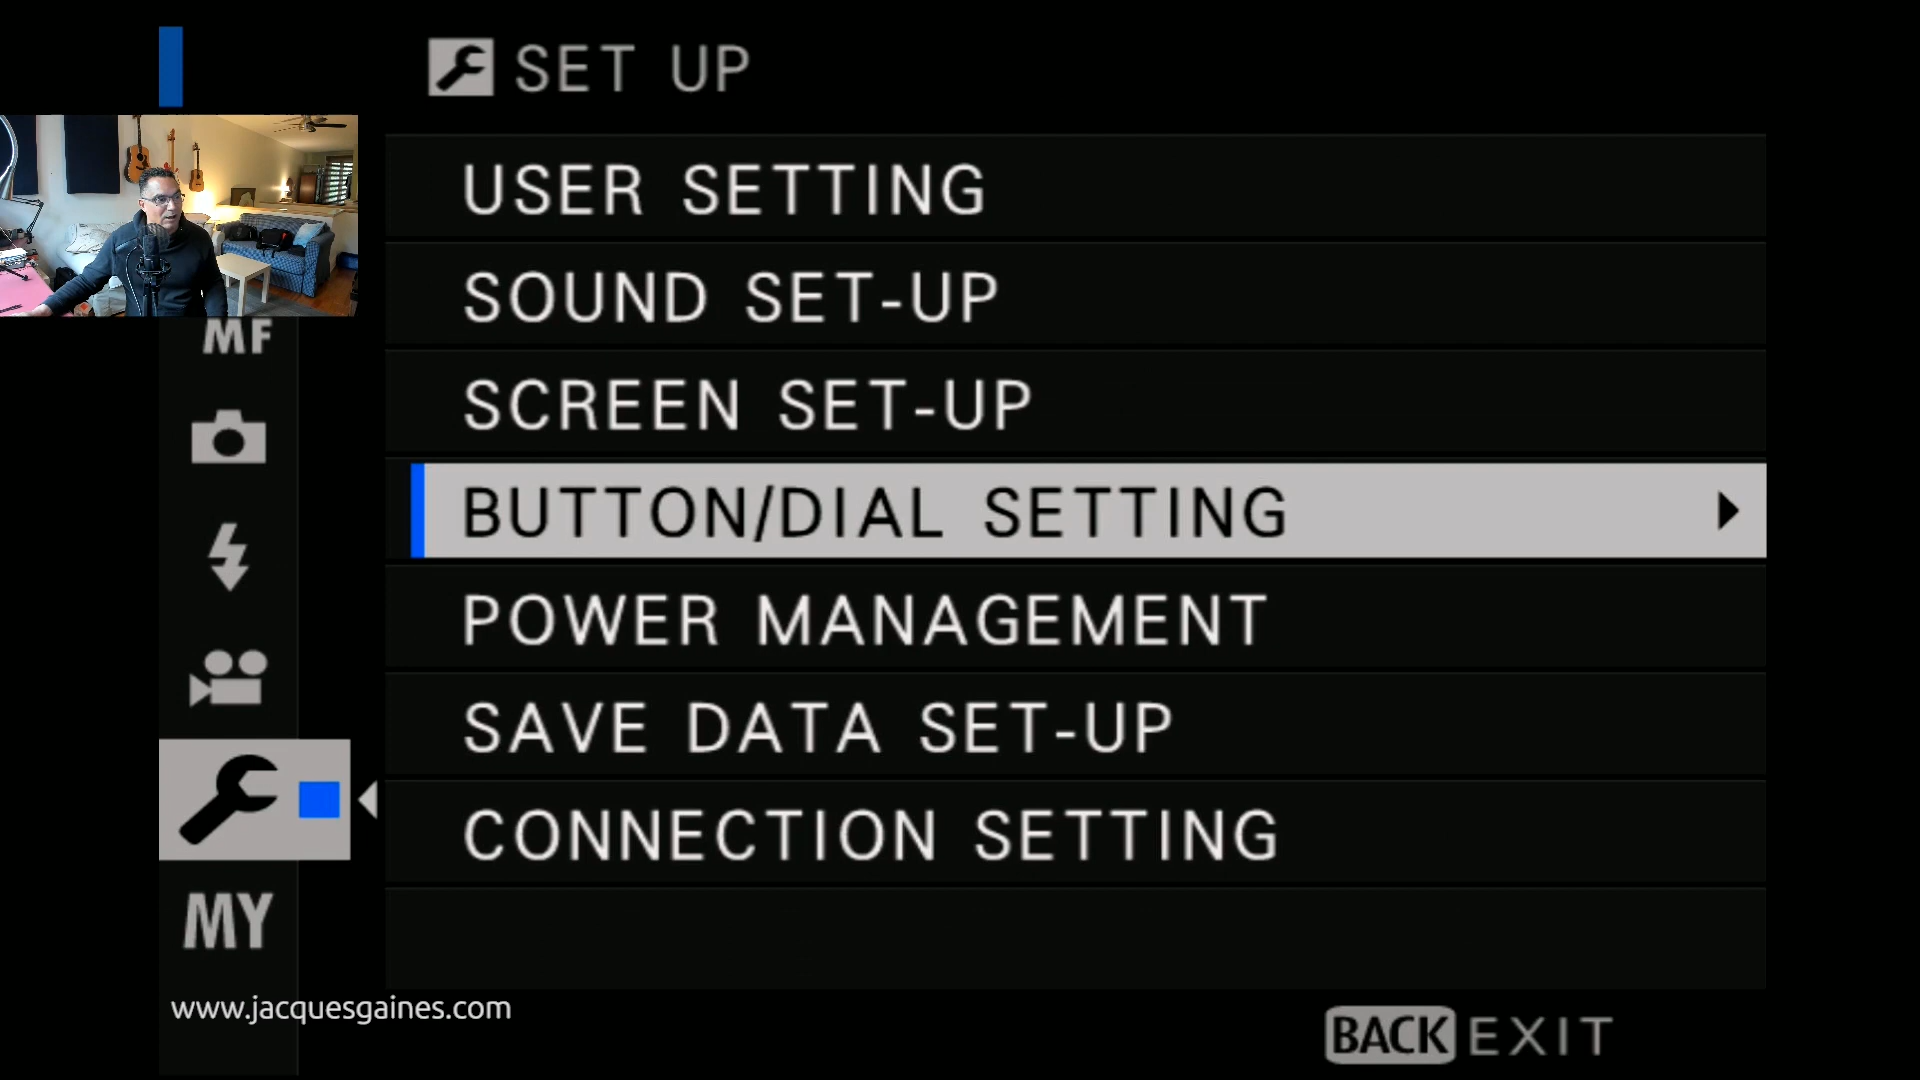 SET UP
USER SETTING
SOUND SET-UP
SCREEN SET-UP
BUTTON/DIAL SETTING
POWER MANAGEMENT
SAVE DATA SET-UP
CONNECTION SETTING
MF
MY
www.jacquesgaines.com
BACK EXIT